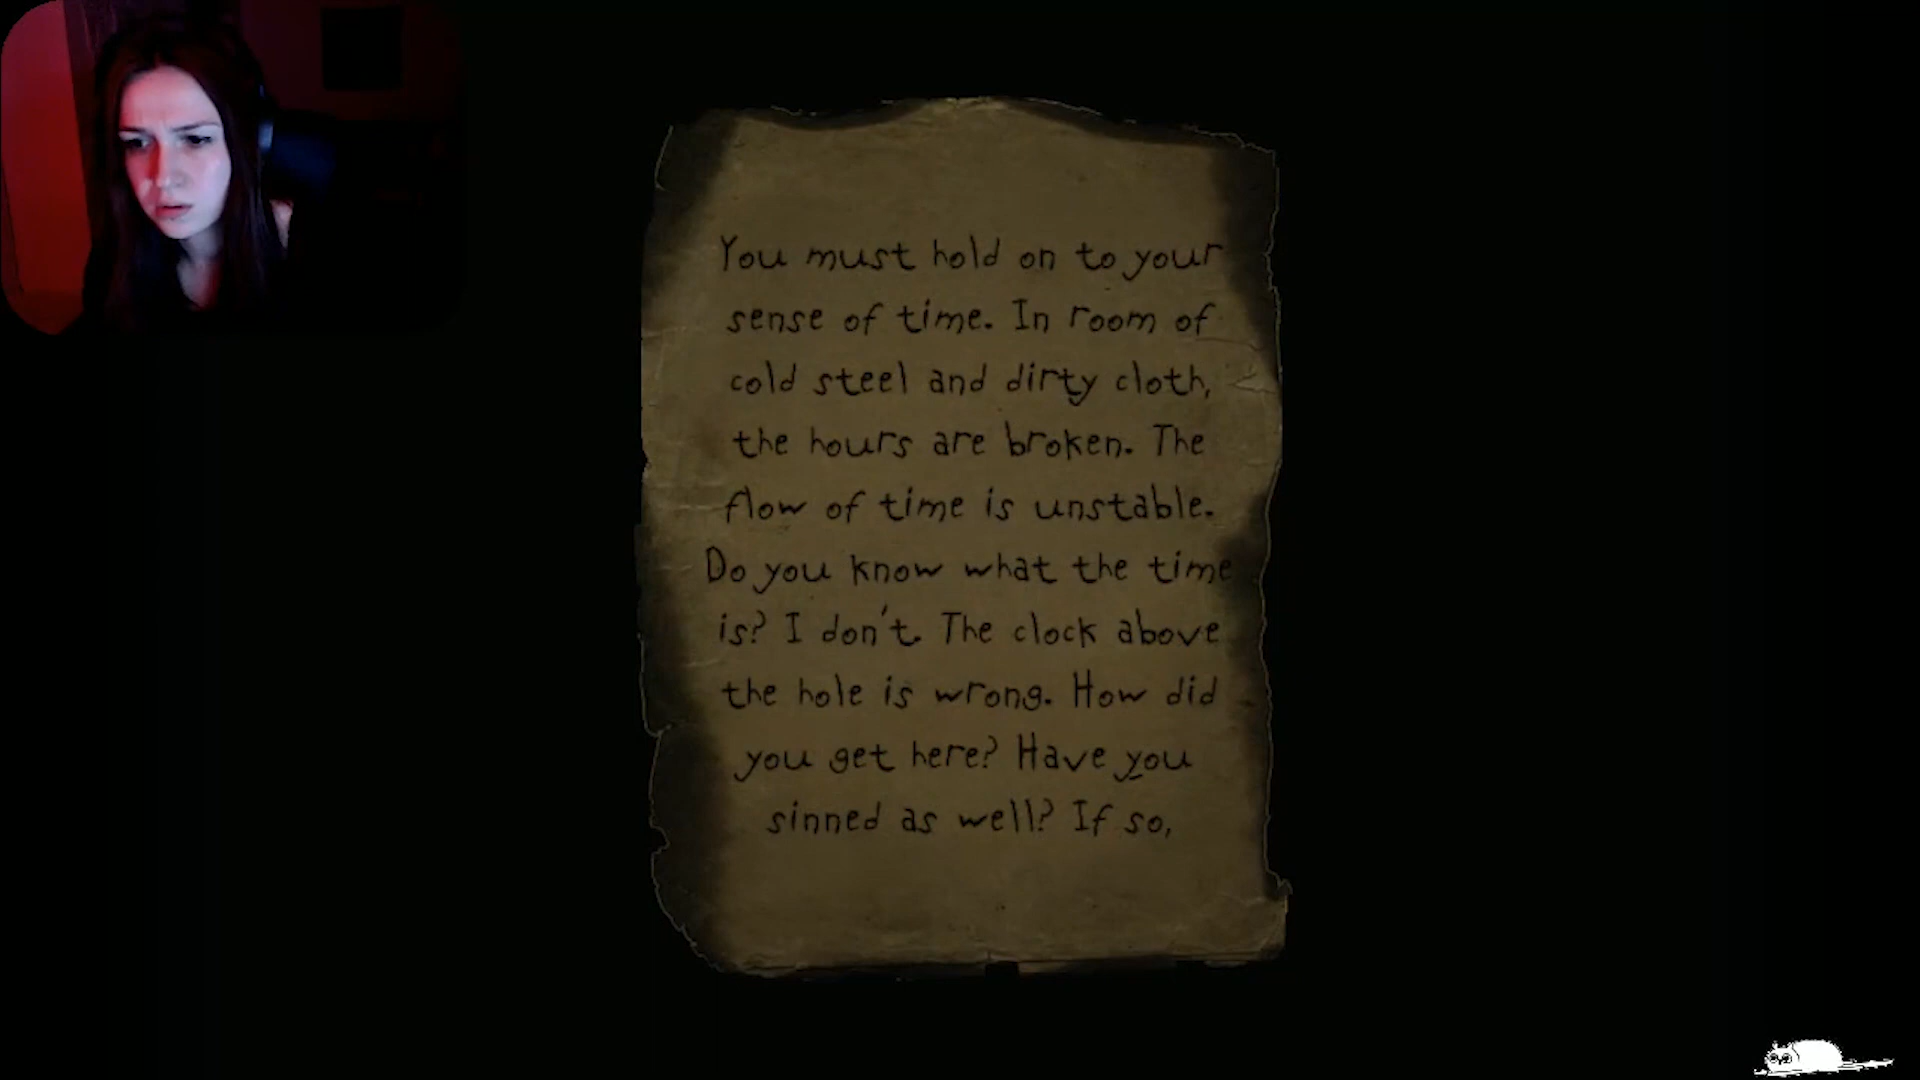 You must hold on to your
sense of time. In room of
cold steel and dirty cloth,
the hours are broken. The
flow of time is unstable.
Do you know what the time
is? I don't. The clock above
the hole is wrong. How did
you get here? Have you
sinned as well? If so,